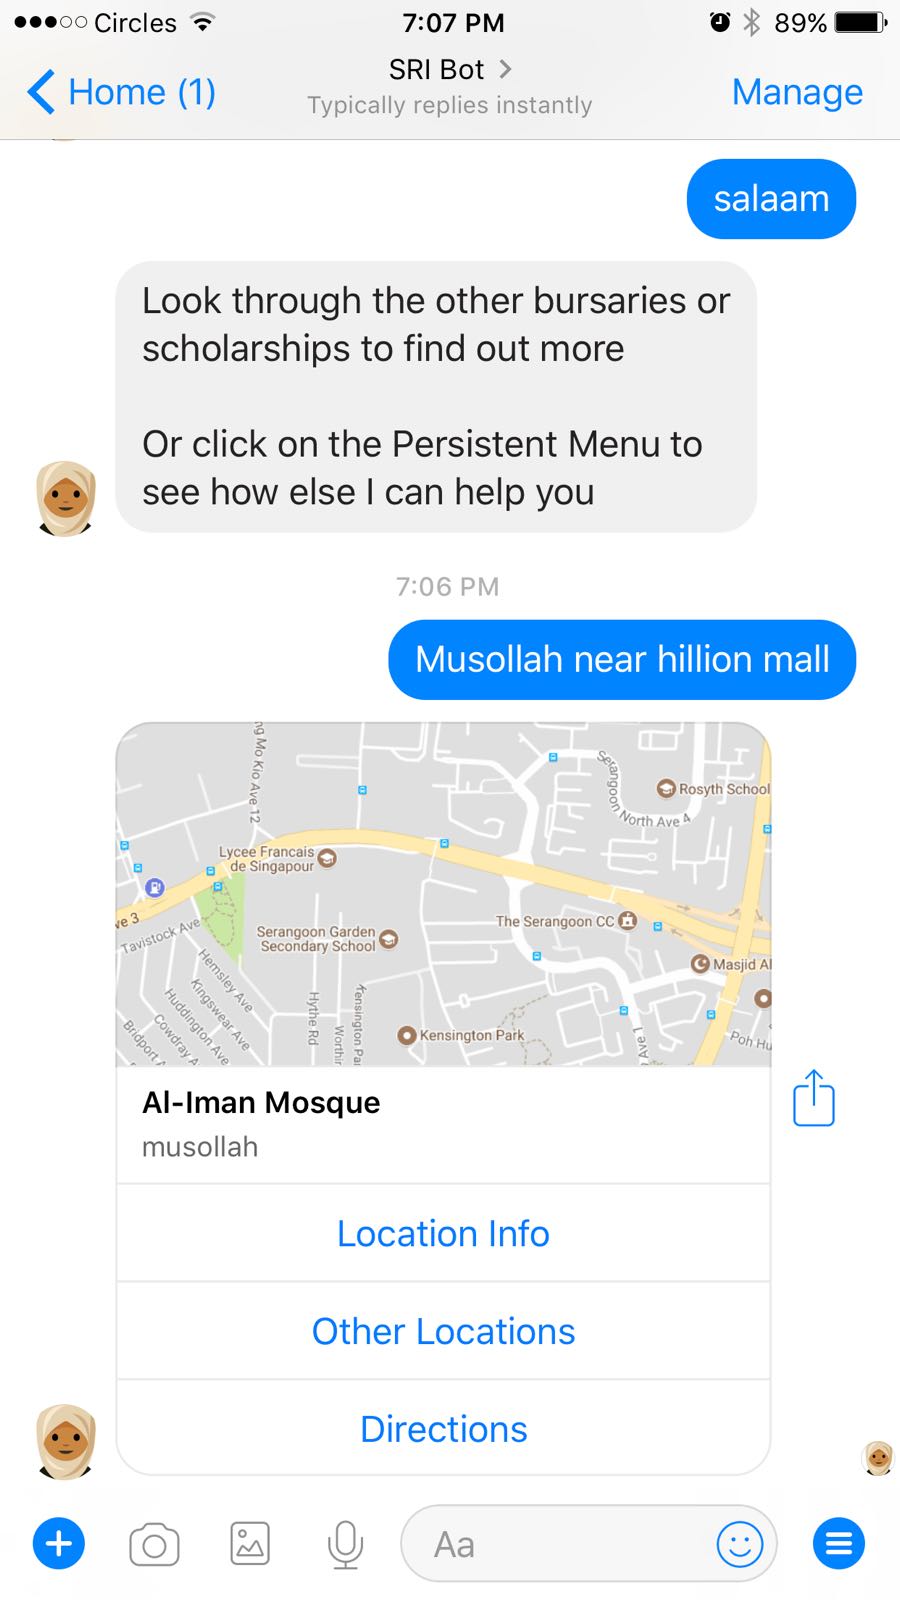 Circles
7:07 PM
89%
Home (1)
SRI Bot
Typically replies instantly
Manage
salaam
Look through the other bursaries or
scholarships to find out more
Or click on the Persistent Menu to
see how else I can help you
7:06 PM
Musollah near hillion mall
ng Mo Kio Ave 12
Serangoon
North Ave 4
Rosyth School
Lycee Francais
de Singapour
ve 3
Tavistock Ave
Serangoon Garden
Secondary School
The Serangoon CC
Masjid Al
Hemsley Ave
Kingswear Ave
Huddington Ave
Cowdray A
Bridport A
Hythe Rd
Worthin
Kensington Pa
Kensington Park
Ave 1
Poh Hu
Al-Iman Mosque
musollah
Location Info
Other Locations
Directions
Aa